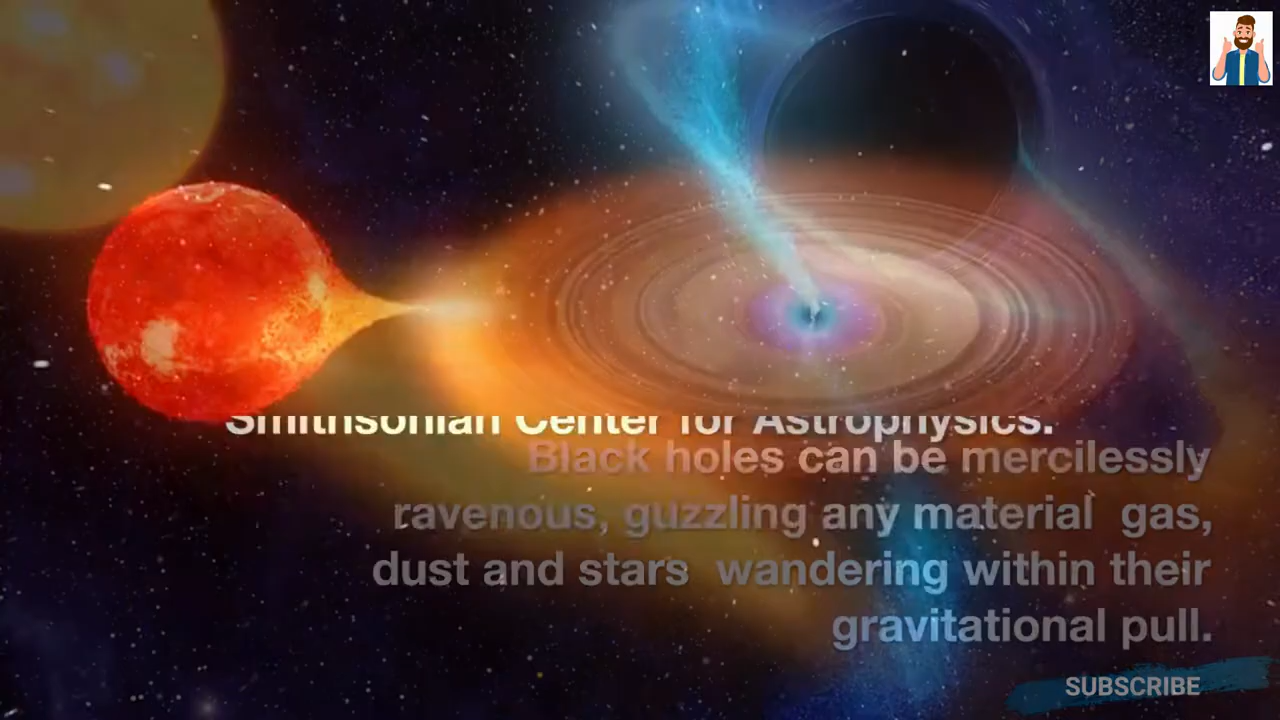 Smithsonian Center for Astrophysics.
Black holes can be mercilessly
ravenous, guzzling any material gas,
dust and stars wandering within their
gravitational pull.
SUBSCRIBE